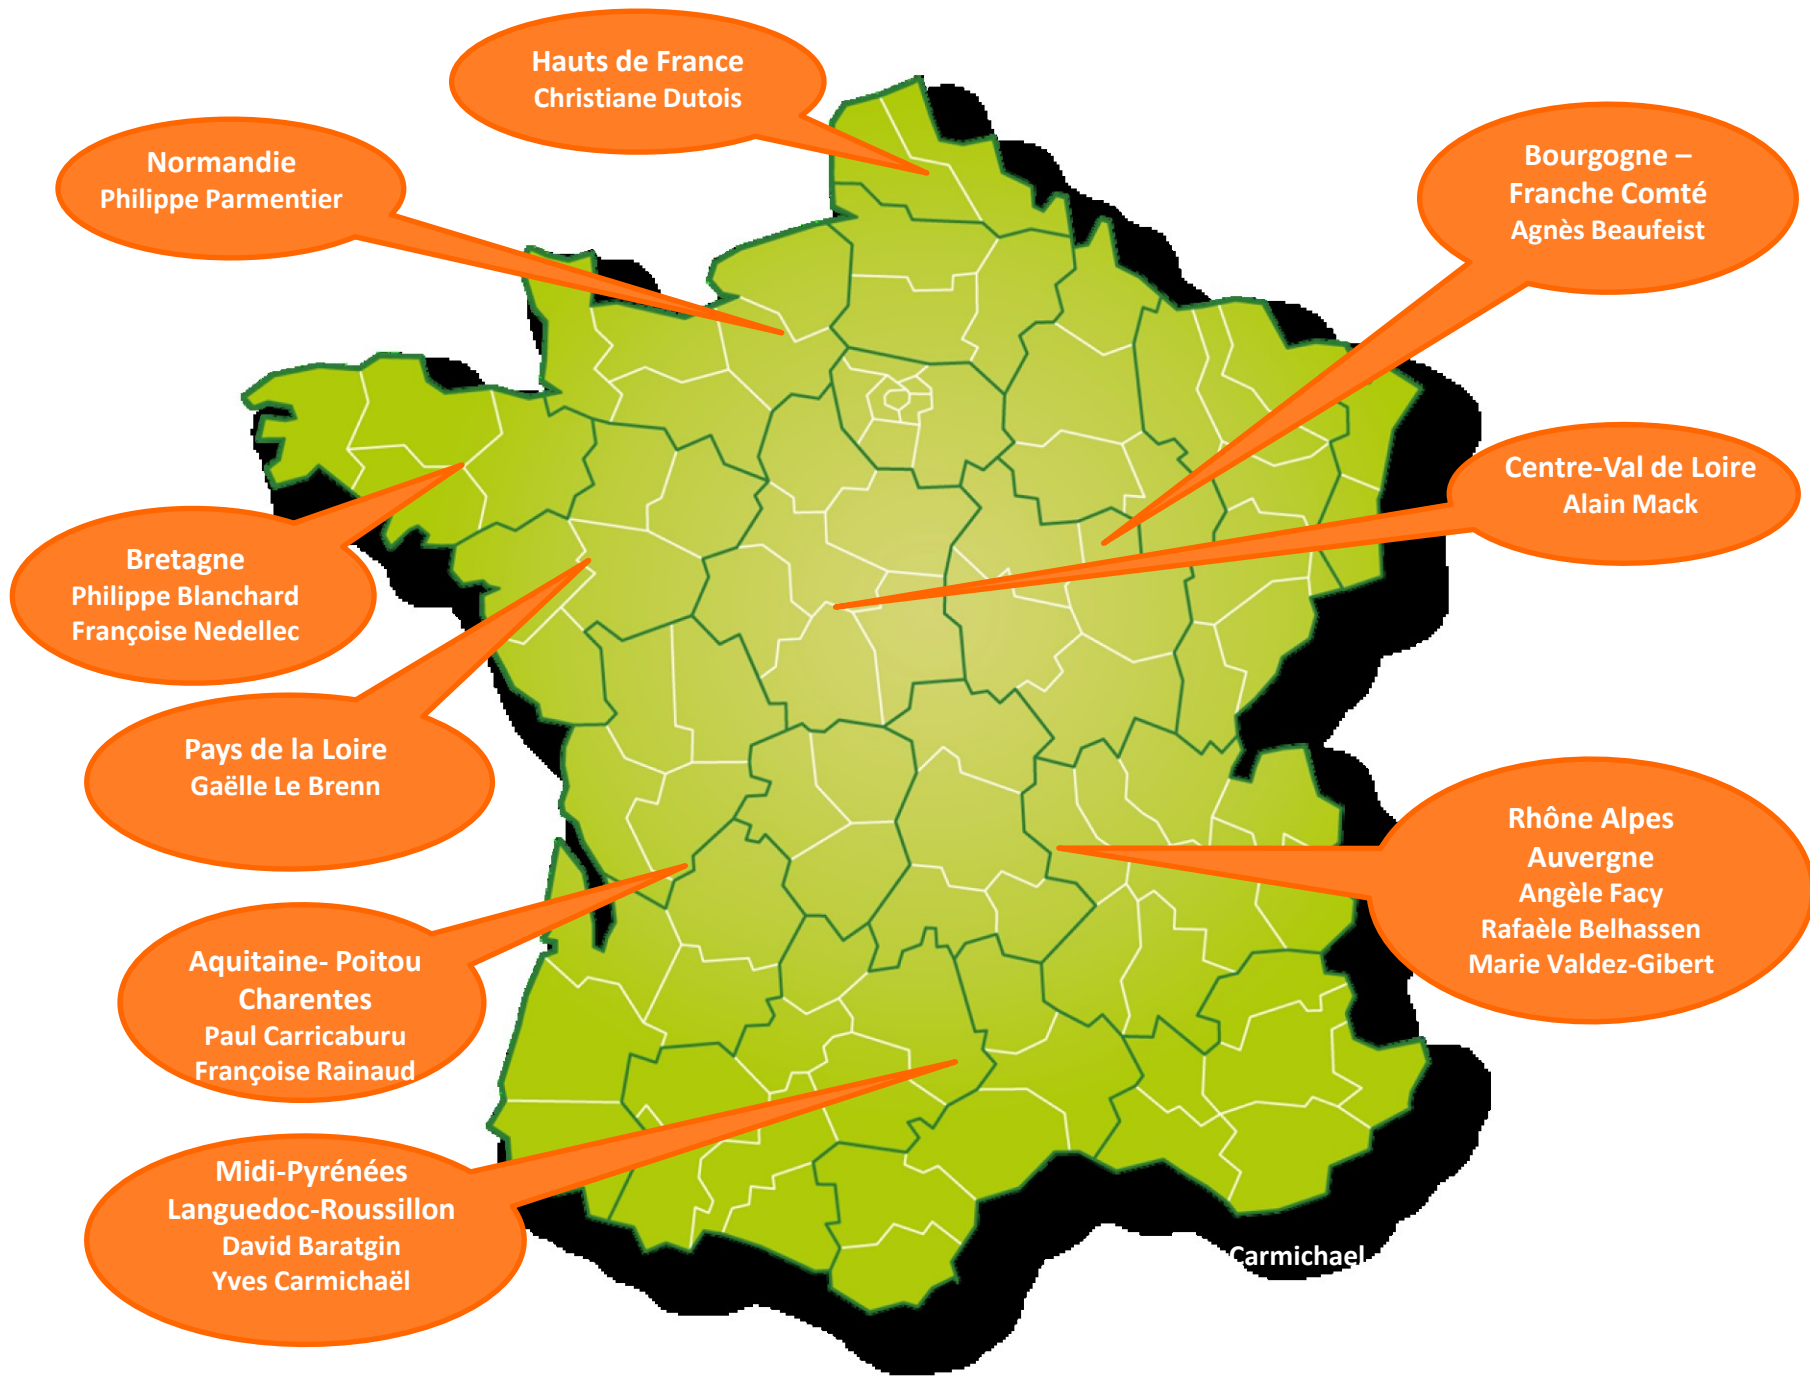 Hauts de France
Christiane Dutois
Normandie
Philippe Parmentier
Bourgogne –
Franche Comté
Agnès Beaufeist
Centre-Val de Loire
Alain Mack
Bretagne
Philippe Blanchard
Françoise Nedellec
Pays de la Loire
Gaëlle Le Brenn
Rhône Alpes
Auvergne
Angèle Facy
Rafaèle Belhassen
Marie Valdez-Gibert
Aquitaine- Poitou
Charentes
Paul Carricaburu
Françoise Rainaud
Midi-Pyrénées
Languedoc-Roussillon
David Baratgin
Yves Carmichaël
Carmichael